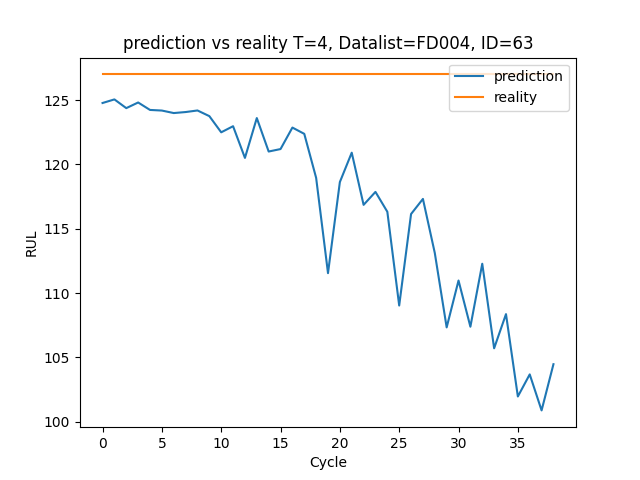 prediction vs reality T=4, Datalist=FD004, ID=63
prediction
reality
125
120
115
110
105
100
RUL
0 5 10 15 20 25 30 35
Cycle